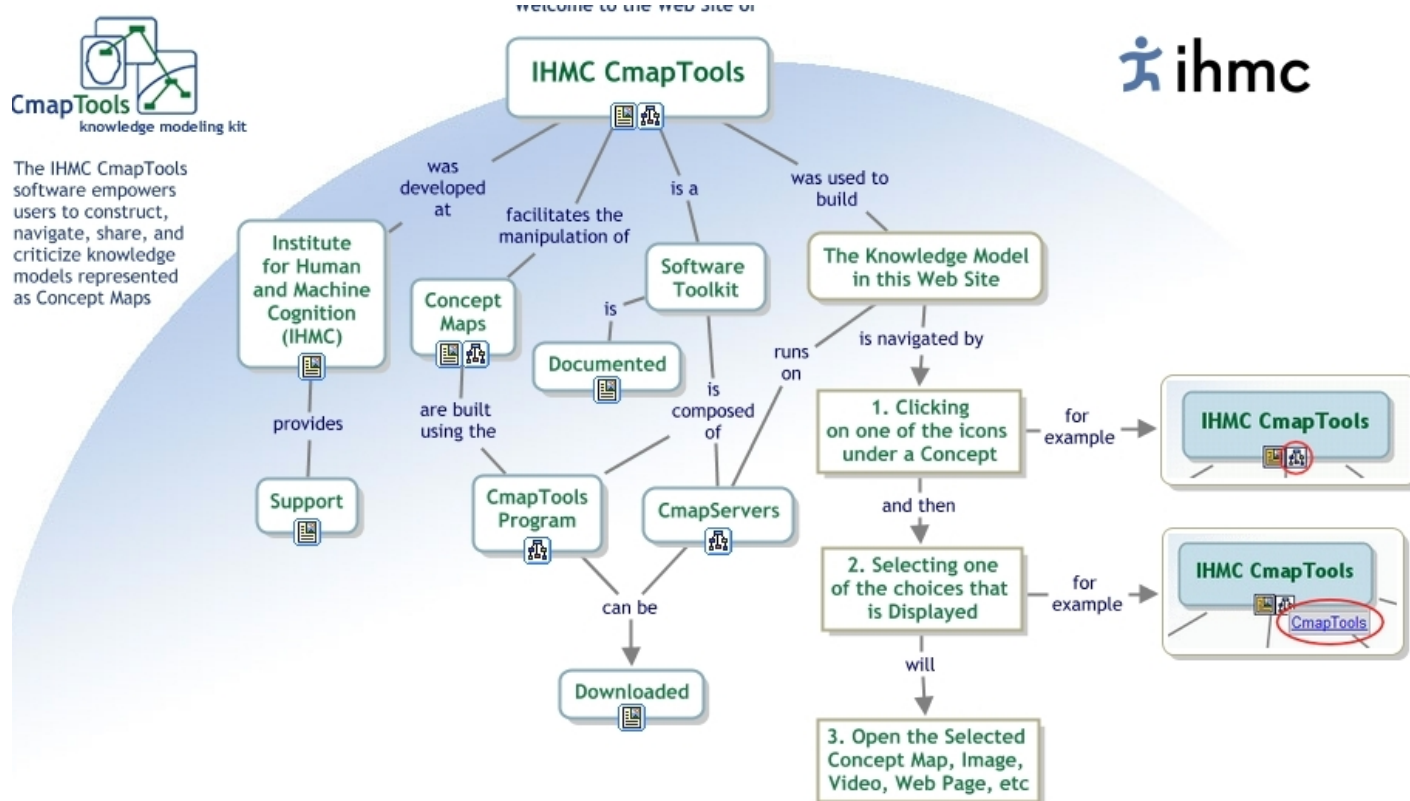 Welcome to the Web Site of
IHMC CmapTools
ihmc
CmapTools
knowledge modeling kit
The IHMC CmapTools
software empowers
users to construct,
navigate, share, and
criticize knowledge
models represented
as Concept Maps
was
developed
at
facilitates the
manipulation of
is a
was used to
build
Institute
for Human
and Machine
Cognition
(IHMC)
Concept
Maps
Software
Toolkit
The Knowledge Model
in this Web Site
is
Documented
runs
on
is navigated by
provides
are built
using the
is
composed
of
1. Clicking
on one of the icons
under a Concept
for
example
IHMC CmapTools
Support
CmapTools
Program
CmapServers
and then
can be
2. Selecting one
of the choices that
is Displayed
for
example
IHMC CmapTools
CmapTools
will
Downloaded
3. Open the Selected
Concept Map, Image,
Video, Web Page, etc